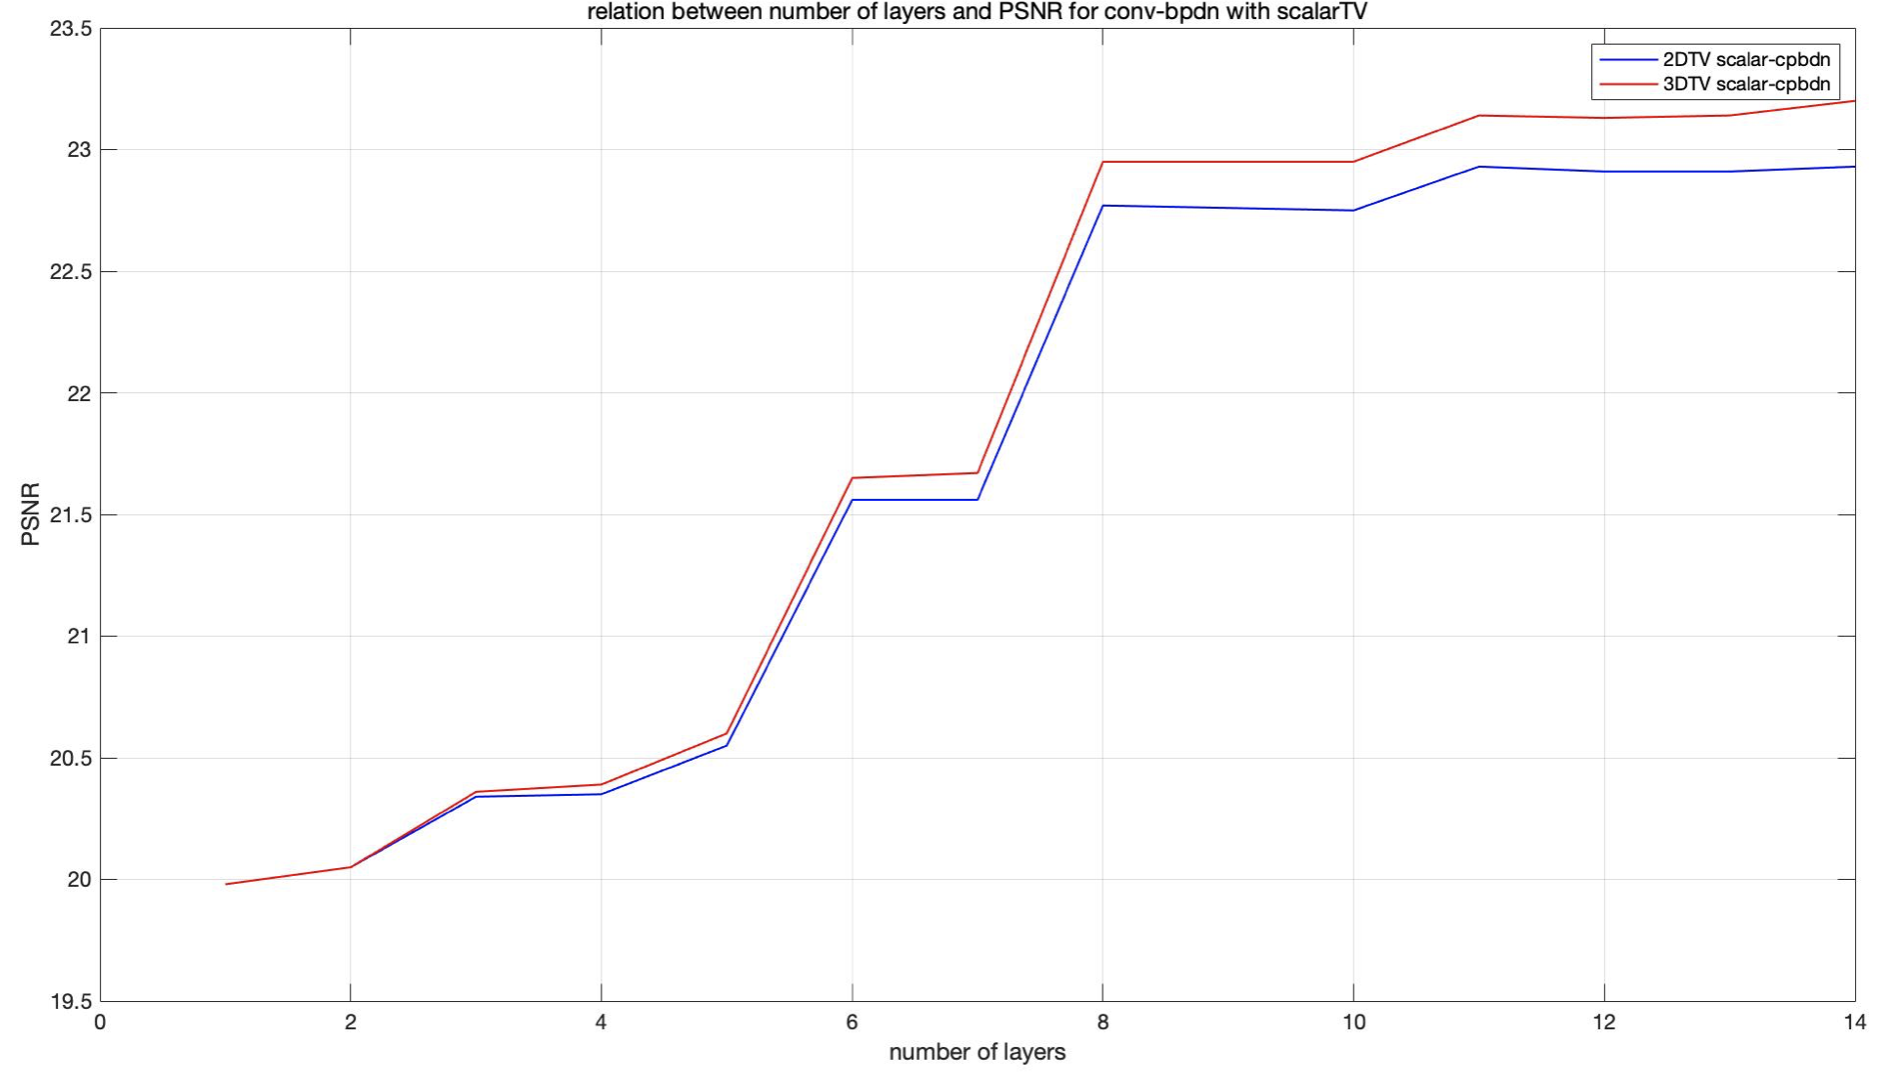 relation between number of layers and PSNR for conv-bpdn with scalarTV
23.5
2DTV scalar-cpbdn
3DTV scalar-cpbdn
23
22.5
22
21.5
PSNR
21
20.5
20
19.5
0 2 4 6 8 10 12 14
number of layers